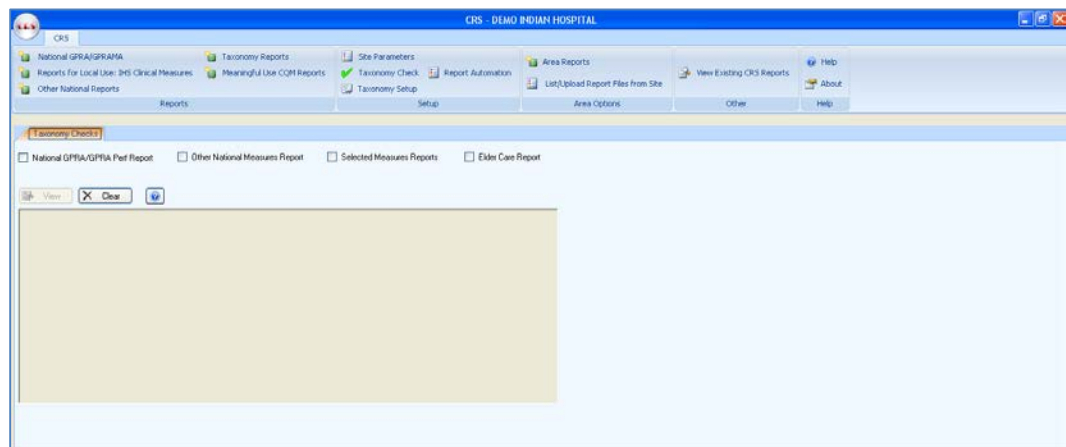 CRS - DEMO INDIAN HOSPITAL
CRS
National GPRA/GPRAMA
Reports for Local Use: IHS Clinical Measures
Other National Reports
Taxonomy Reports
Meaningful Use CQM Reports
Reports
Site Parameters
Taxonomy Check
Report Automation
Taxonomy Setup
Setup
Area Reports
List/Upload Report Files from Site
Area Options
View Existing CRS Reports
Other
Help
About
Help
Taxonomy Checks
National GPRA/GPRA Perf Report
Other National Measures Report
Selected Measures Reports
Elder Care Report
View
Clear